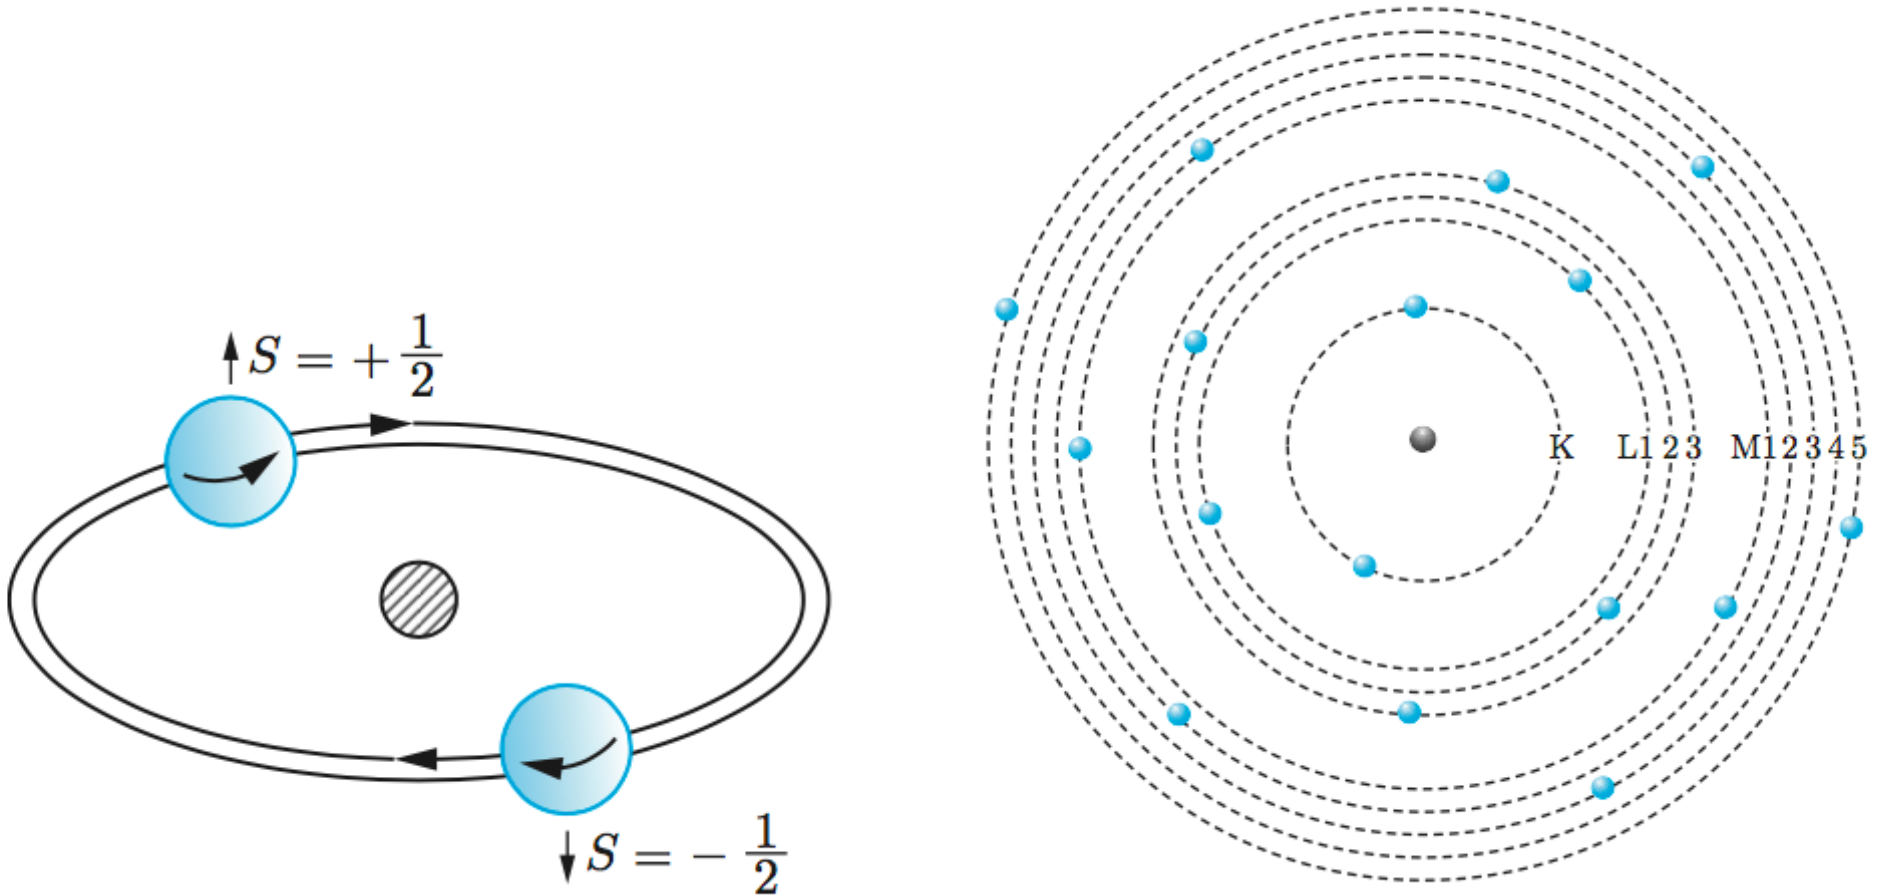 ↑ S = + 1/2
K L1 2 3 M1 2 3 4 5
↓ S = − 1/2